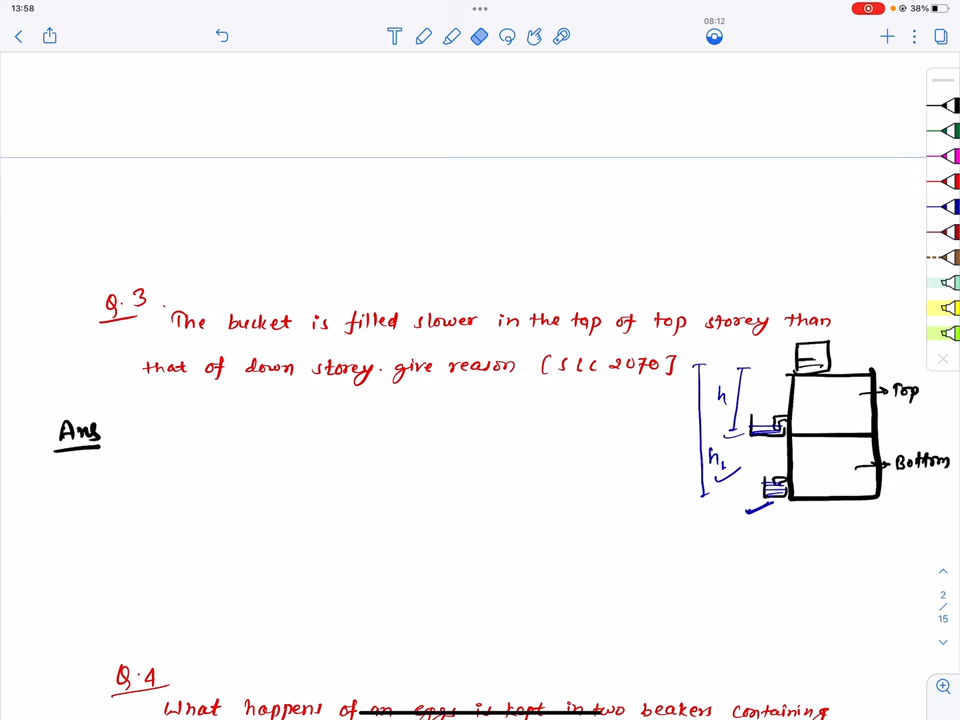 13:58
38%
08:12
T
Q.3
The bucket is filled slower in the tap of top storey than
that of down storey. give reason [SLC 2070]
Top
h
Ans
h₁
Bottom
2
/
15
Q.4
What happens of an eggs is kept in two beakers containing